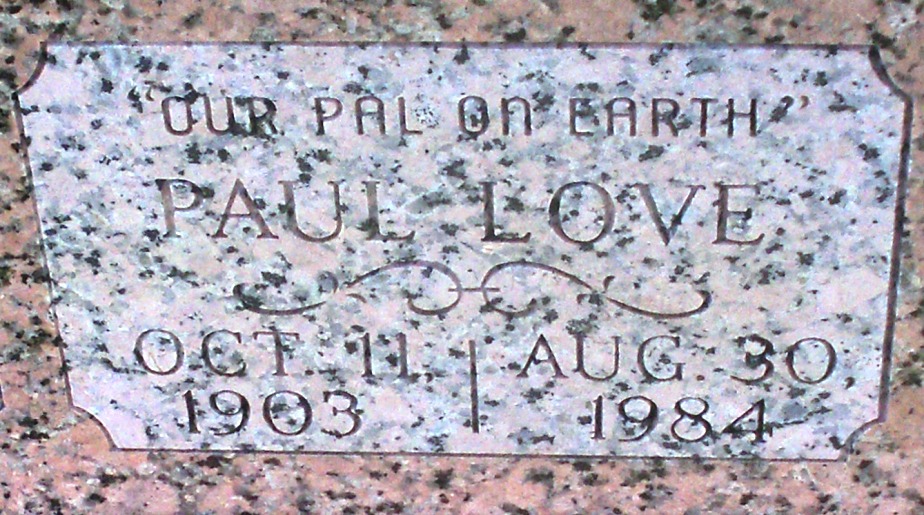 "OUR PAL ON EARTH"
PAUL LOVE
OCT. 11, | AUG 30,
1903 | 1984